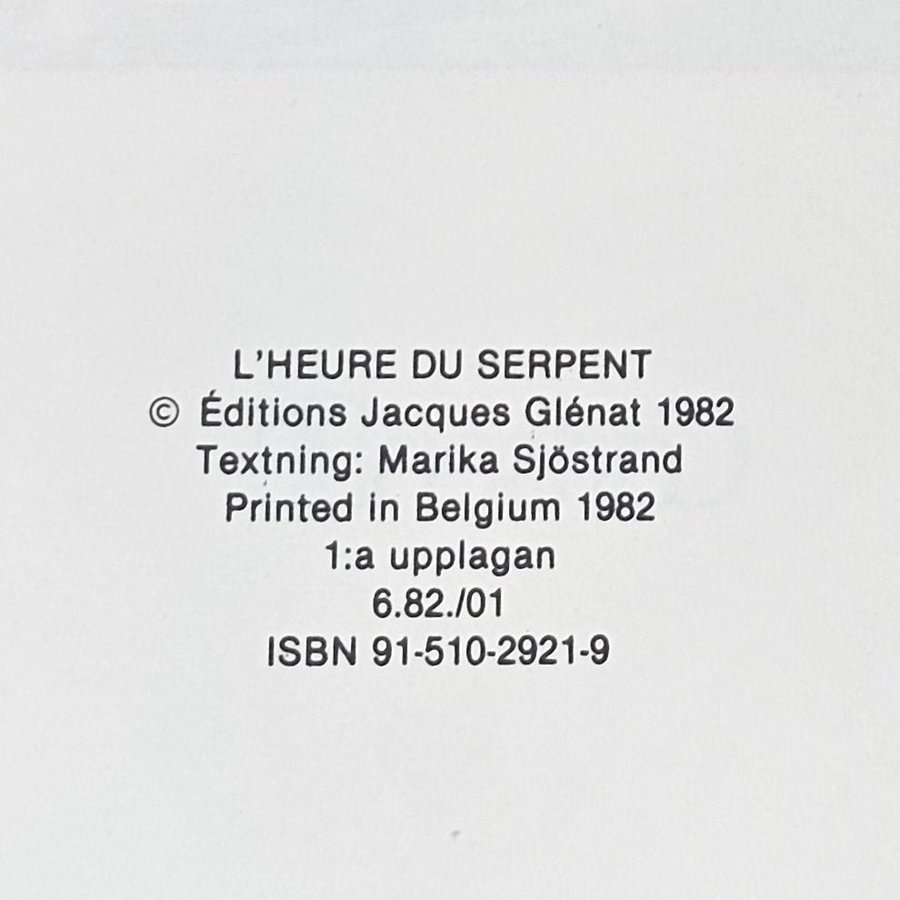 L'HEURE DU SERPENT
© Éditions Jacques Glénat 1982
Textning: Marika Sjöstrand
Printed in Belgium 1982
1:a upplagan
6.82./01
ISBN 91-510-2921-9